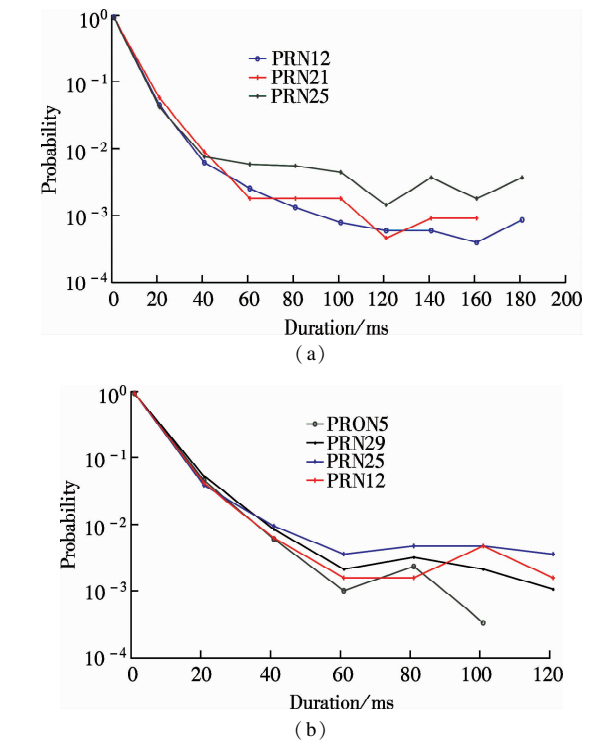 10^0
PRN12
PRN21
PRN25
10^-1
10^-2
10^-3
10^-4
Probability
0 20 40 60 80 100 120 140 160 180 200
Duration/ms
(a)
10^0
PRON5
PRN29
PRN25
PRN12
10^-1
10^-2
10^-3
10^-4
Probability
0 20 40 60 80 100 120
Duration/ms
(b)